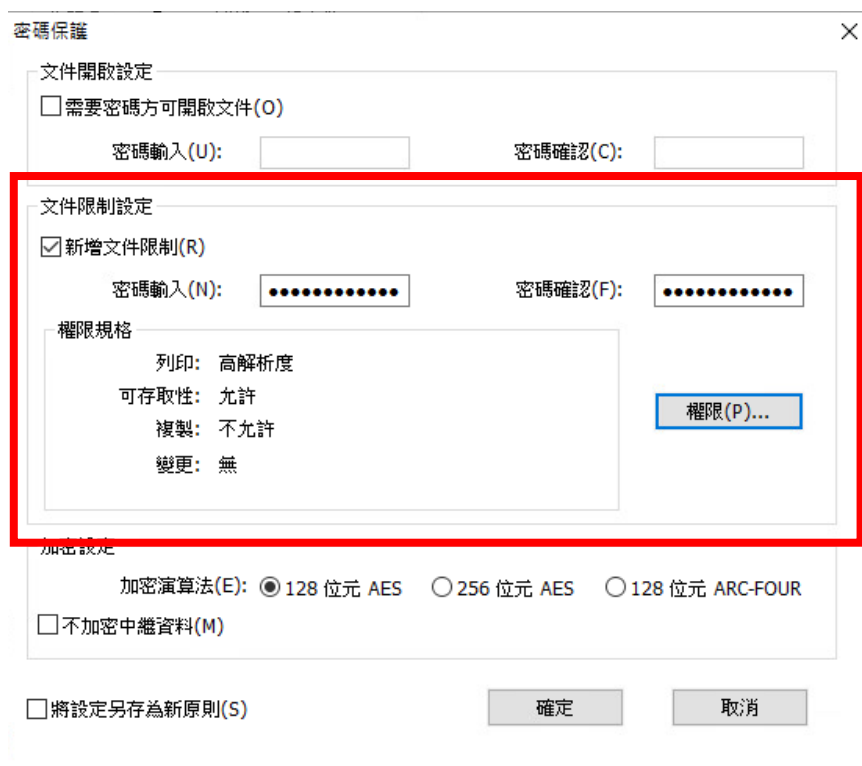 密碼保護
文件開啟設定
需要密碼方可開啟文件(O)
密碼輸入(U): 密碼確認(C):
文件限制設定
新增文件限制(R)
密碼輸入(N): ●●●●●●●●●●●● 密碼確認(F): ●●●●●●●●●●●●
權限規格
列印: 高解析度
可存取性: 允許
權限(P)...
複製: 不允許
變更: 無
加密設定
加密演算法(E): 128 位元 AES 256 位元 AES 128 位元 ARC-FOUR
不加密中繼資料(M)
將設定另存為新原則(S) 確定 取消